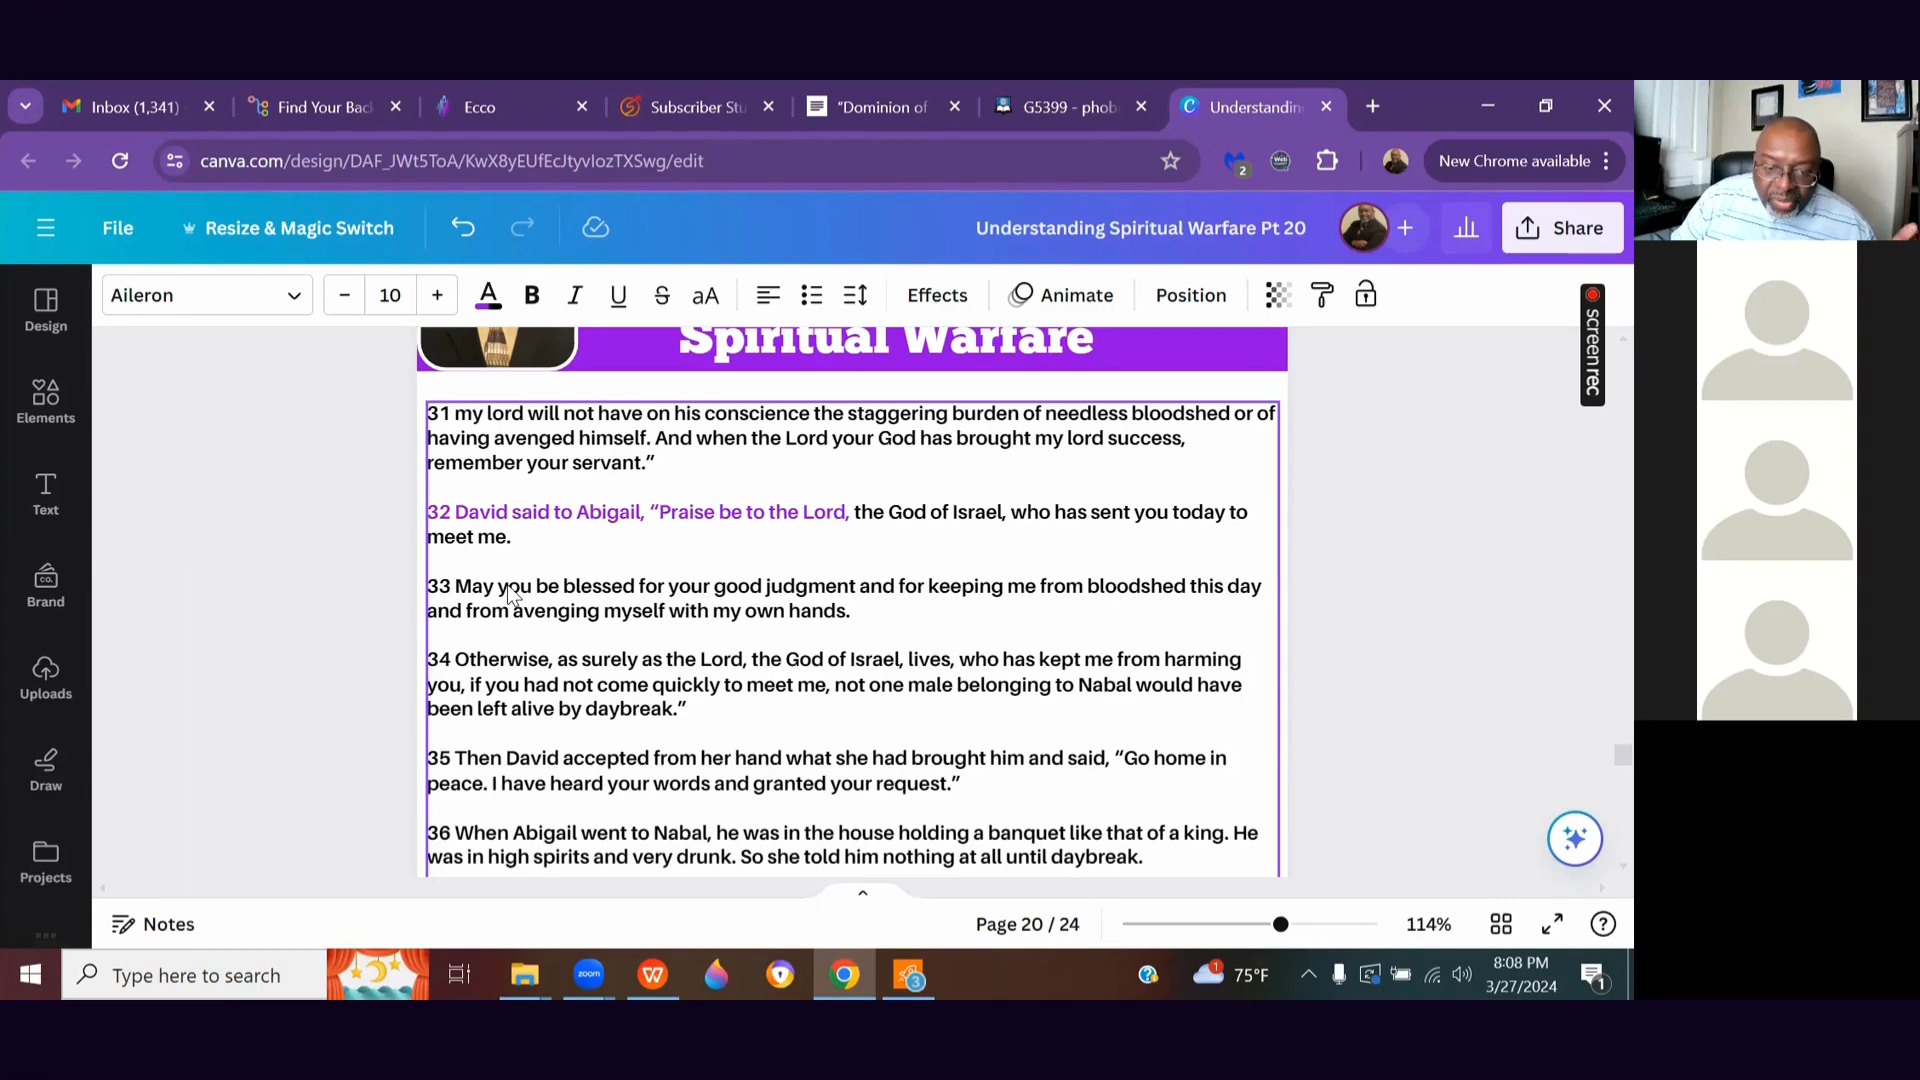 Inbox (1,341)
Find Your Bac
Ecco
Subscriber Stu
"Dominion of
G5399 - phob
Understandin
canva.com/design/DAF_JWt5ToA/KwX8yEUfEcJtyvIozTXSwg/edit
2
New Chrome available
File
Resize & Magic Switch
Understanding Spiritual Warfare Pt 20
Share
Aileron
10
A B I U S aA
Effects
Animate
Position
Design
Elements
Text
Brand
Uploads
Draw
Projects
screenrec
Spiritual Warfare
31 my lord will not have on his conscience the staggering burden of needless bloodshed or of
having avenged himself. And when the Lord your God has brought my lord success,
remember your servant.”
32 David said to Abigail, “Praise be to the Lord, the God of Israel, who has sent you today to
meet me.
33 May you be blessed for your good judgment and for keeping me from bloodshed this day
and from avenging myself with my own hands.
34 Otherwise, as surely as the Lord, the God of Israel, lives, who has kept me from harming
you, if you had not come quickly to meet me, not one male belonging to Nabal would have
been left alive by daybreak.”
35 Then David accepted from her hand what she had brought him and said, “Go home in
peace. I have heard your words and granted your request.”
36 When Abigail went to Nabal, he was in the house holding a banquet like that of a king. He
was in high spirits and very drunk. So she told him nothing at all until daybreak.
Notes
Page 20 / 24
114%
Type here to search
zoom
3
1
75°F
8:08 PM
3/27/2024
1